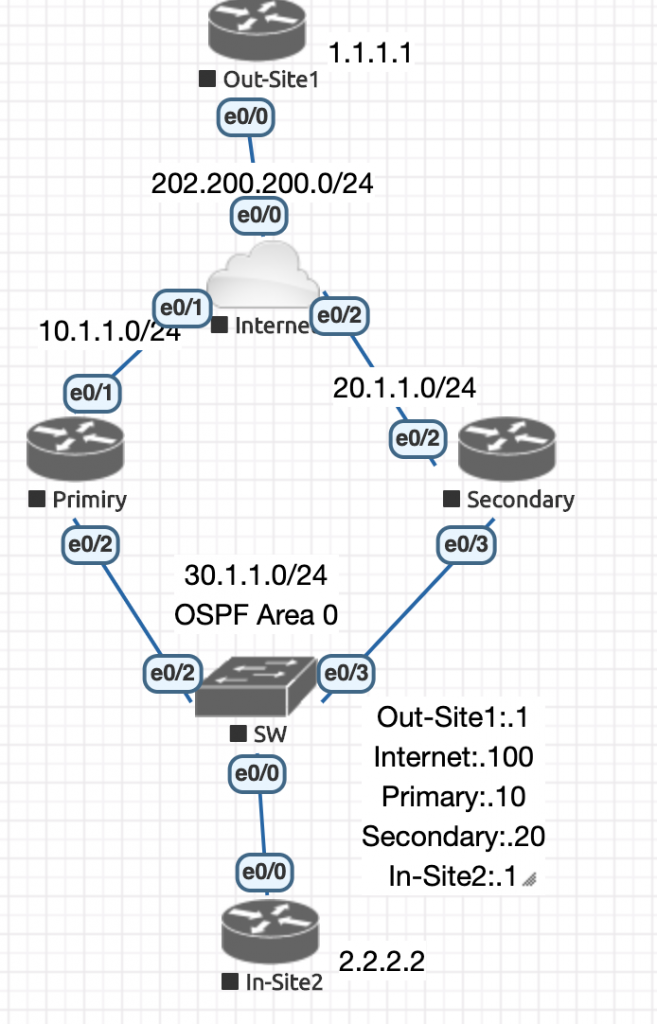 1.1.1.1
Out-Site1
e0/0
202.200.200.0/24
e0/0
e0/1
Interne
e0/2
10.1.1.0/24
20.1.1.0/24
e0/1
e0/2
Primiry
Secondary
e0/2
e0/3
30.1.1.0/24
OSPF Area 0
e0/2
e0/3
SW
Out-Site1:.1
e0/0
Internet:.100
Primary:.10
Secondary:.20
e0/0
In-Site2:.1
2.2.2.2
In-Site2